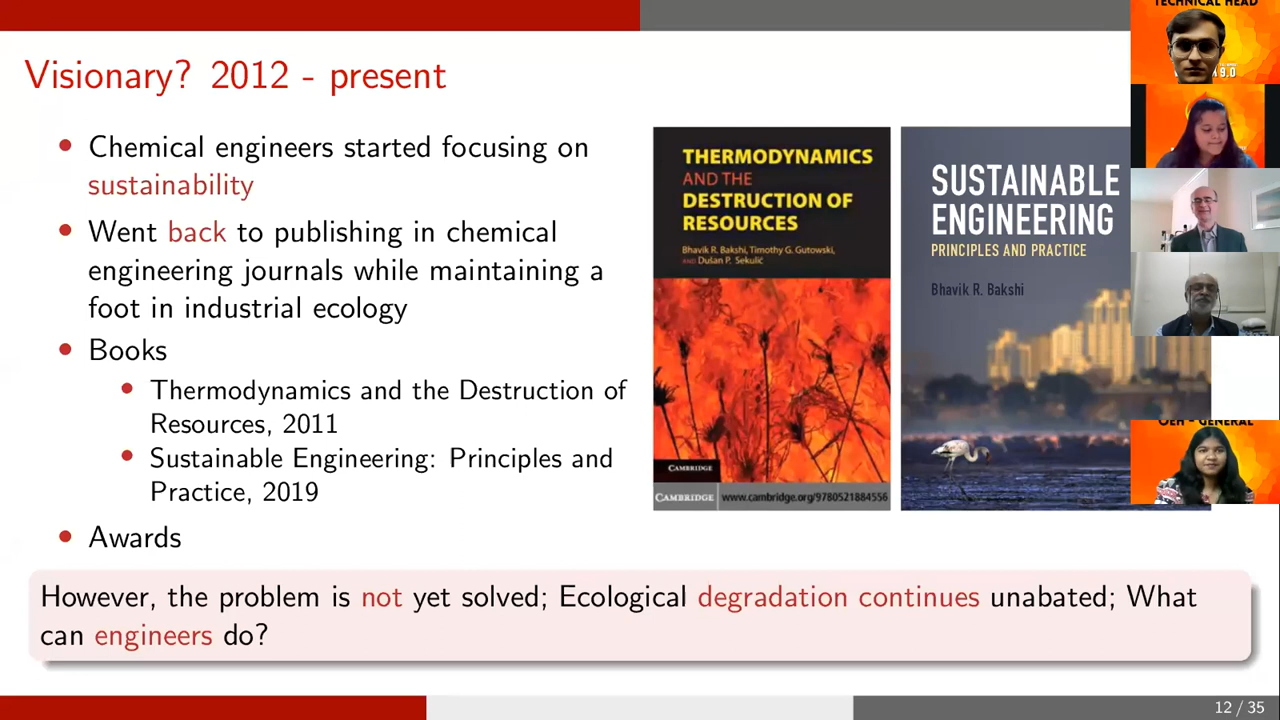 TECHNICAL HEAD
9.0
Visionary? 2012 - present
• Chemical engineers started focusing on
sustainability
• Went back to publishing in chemical
engineering journals while maintaining a
foot in industrial ecology
• Books
• Thermodynamics and the Destruction of
Resources, 2011
• Sustainable Engineering: Principles and
Practice, 2019
• Awards
THERMODYNAMICS
AND THE
DESTRUCTION OF
RESOURCES
Bhavik R. Bakshi, Timothy G. Gutowski,
AND Dušan P. Sekulić
CAMBRIDGE
CAMBRIDGE www.cambridge.org/9780521884556
SUSTAINABLE
ENGINEERING
PRINCIPLES AND PRACTICE
Bhavik R. Bakshi
OEH - GENERAL
However, the problem is not yet solved; Ecological degradation continues unabated; What
can engineers do?
12 / 35